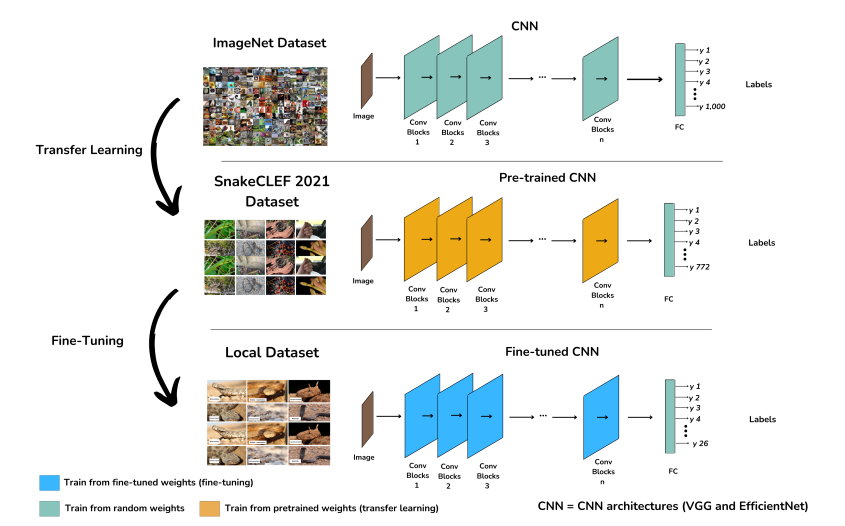 CNN
ImageNet Dataset
y 1
y 2
y 3
y 4
y 1,000
Labels
Image
Conv
Blocks
1
Conv
Blocks
2
Conv
Blocks
3
Conv
Blocks
n
FC
Transfer Learning
SnakeCLEF 2021
Dataset
Pre-trained CNN
y 1
y 2
y 3
y 4
y 772
Labels
Image
Conv
Blocks
1
Conv
Blocks
2
Conv
Blocks
3
Conv
Blocks
n
FC
Fine-Tuning
Local Dataset
Fine-tuned CNN
y 1
y 2
y 3
y 4
y 26
Labels
Image
Conv
Blocks
1
Conv
Blocks
2
Conv
Blocks
3
Conv
Blocks
n
FC
Train from fine-tuned weights (fine-tuning)
Train from random weights
Train from pretrained weights (transfer learning)
CNN = CNN architectures (VGG and EfficientNet)